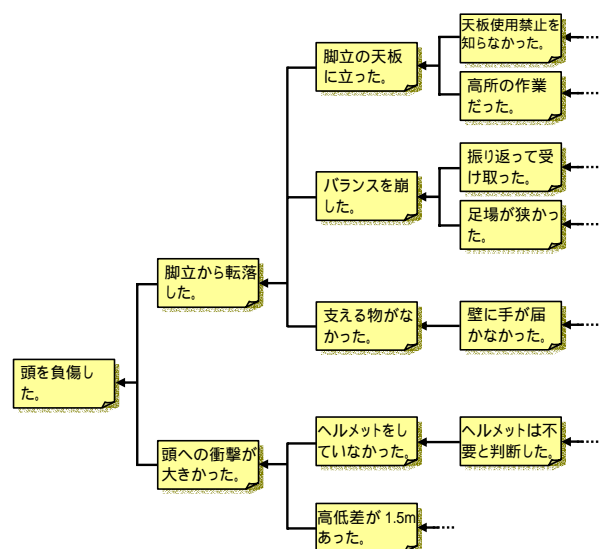 天板使用禁止を
知らなかった。
脚立の天板
に立った。
高所の作業
だった。
振り返って受
け取った。
バランスを崩
した。
足場が狭かっ
た。
脚立から転落
した。
支える物がな
かった。
壁に手が届
かなかった。
頭を負傷し
た。
頭への衝撃が
大きかった。
ヘルメットをし
ていなかった。
ヘルメットは不
要と判断した。
高低差が 1.5m
あった。